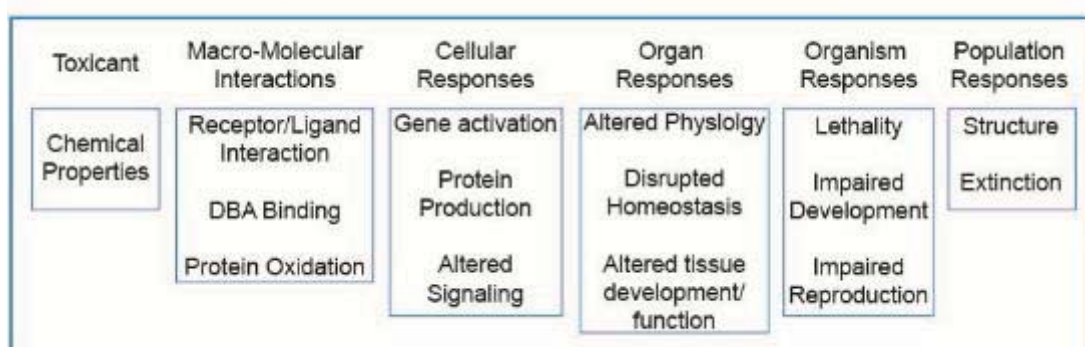 Toxicant
Macro-Molecular
Interactions
Cellular
Responses
Organ
Responses
Organism
Responses
Population
Responses
Chemical
Properties
Receptor/Ligand
Interaction
DBA Binding
Protein Oxidation
Gene activation
Protein
Production
Altered
Signaling
Altered Physlolgy
Disrupted
Homeostasis
Altered tissue
development/
function
Lethality
Impaired
Development
Impaired
Reproduction
Structure
Extinction